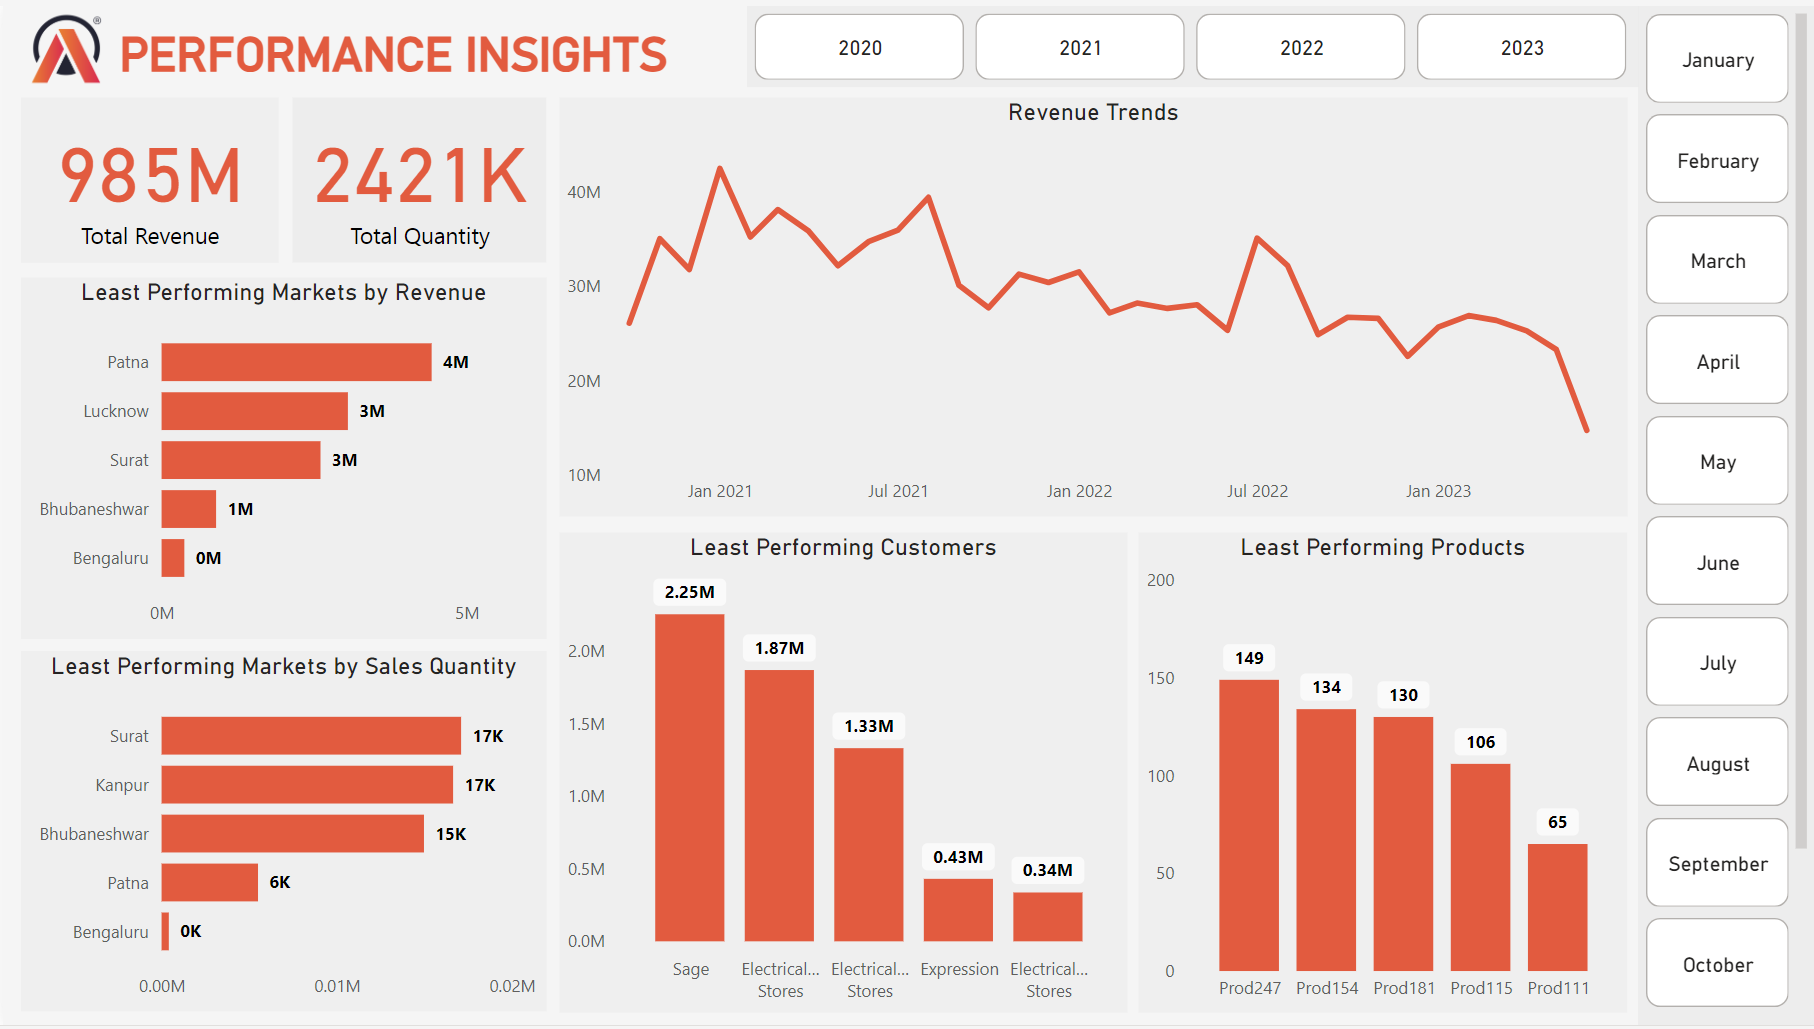 PERFORMANCE INSIGHTS
®
2020
2021
2022
2023
985M
Total Revenue
2421K
Total Quantity
Least Performing Markets by Revenue
Patna
4M
Lucknow
3M
Surat
3M
Bhubaneshwar
1M
Bengaluru
0M
0M
5M
Least Performing Markets by Sales Quantity
Surat
17K
Kanpur
17K
Bhubaneshwar
15K
Patna
6K
Bengaluru
0K
0.00M
0.01M
0.02M
Revenue Trends
40M
30M
20M
10M
Jan 2021
Jul 2021
Jan 2022
Jul 2022
Jan 2023
Least Performing Customers
2.0M
1.5M
1.0M
0.5M
0.0M
2.25M
1.87M
1.33M
0.43M
0.34M
Sage
Electrical...
Stores
Electrical...
Stores
Expression
Electrical...
Stores
Least Performing Products
200
150
100
50
0
149
134
130
106
65
Prod247
Prod154
Prod181
Prod115
Prod111
January
February
March
April
May
June
July
August
September
October